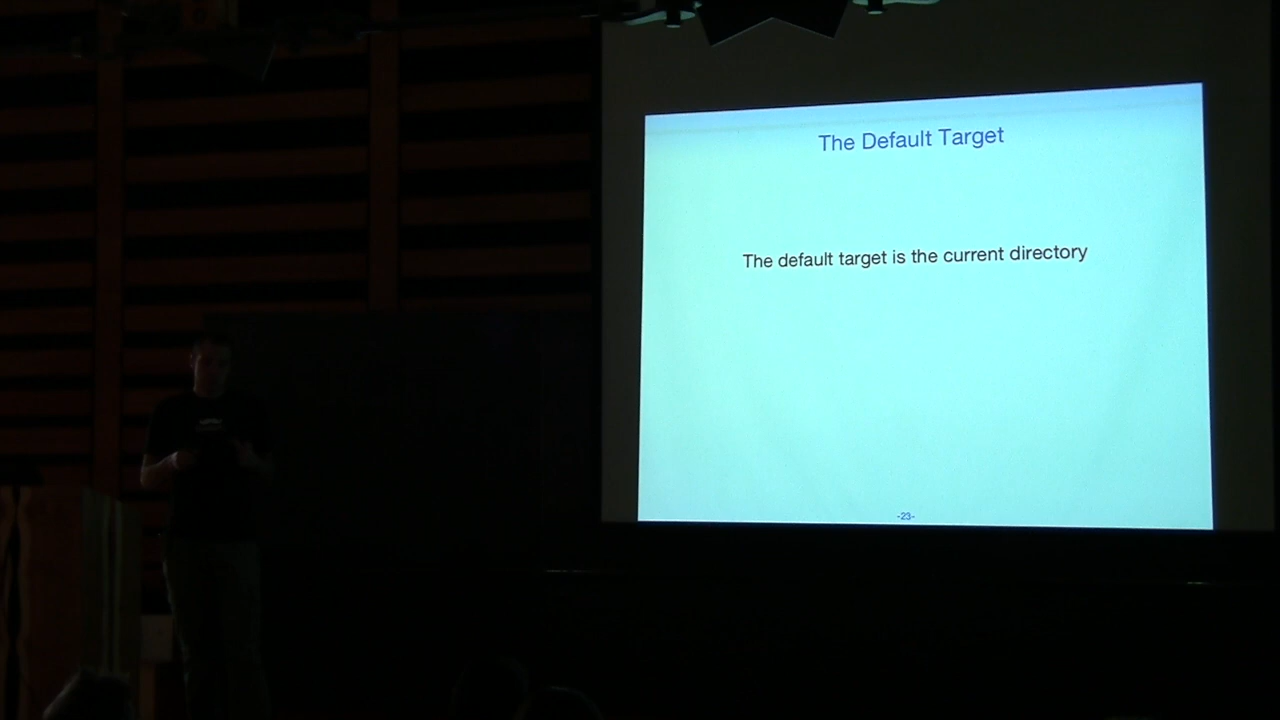 The Default Target
The default target is the current directory
-23-